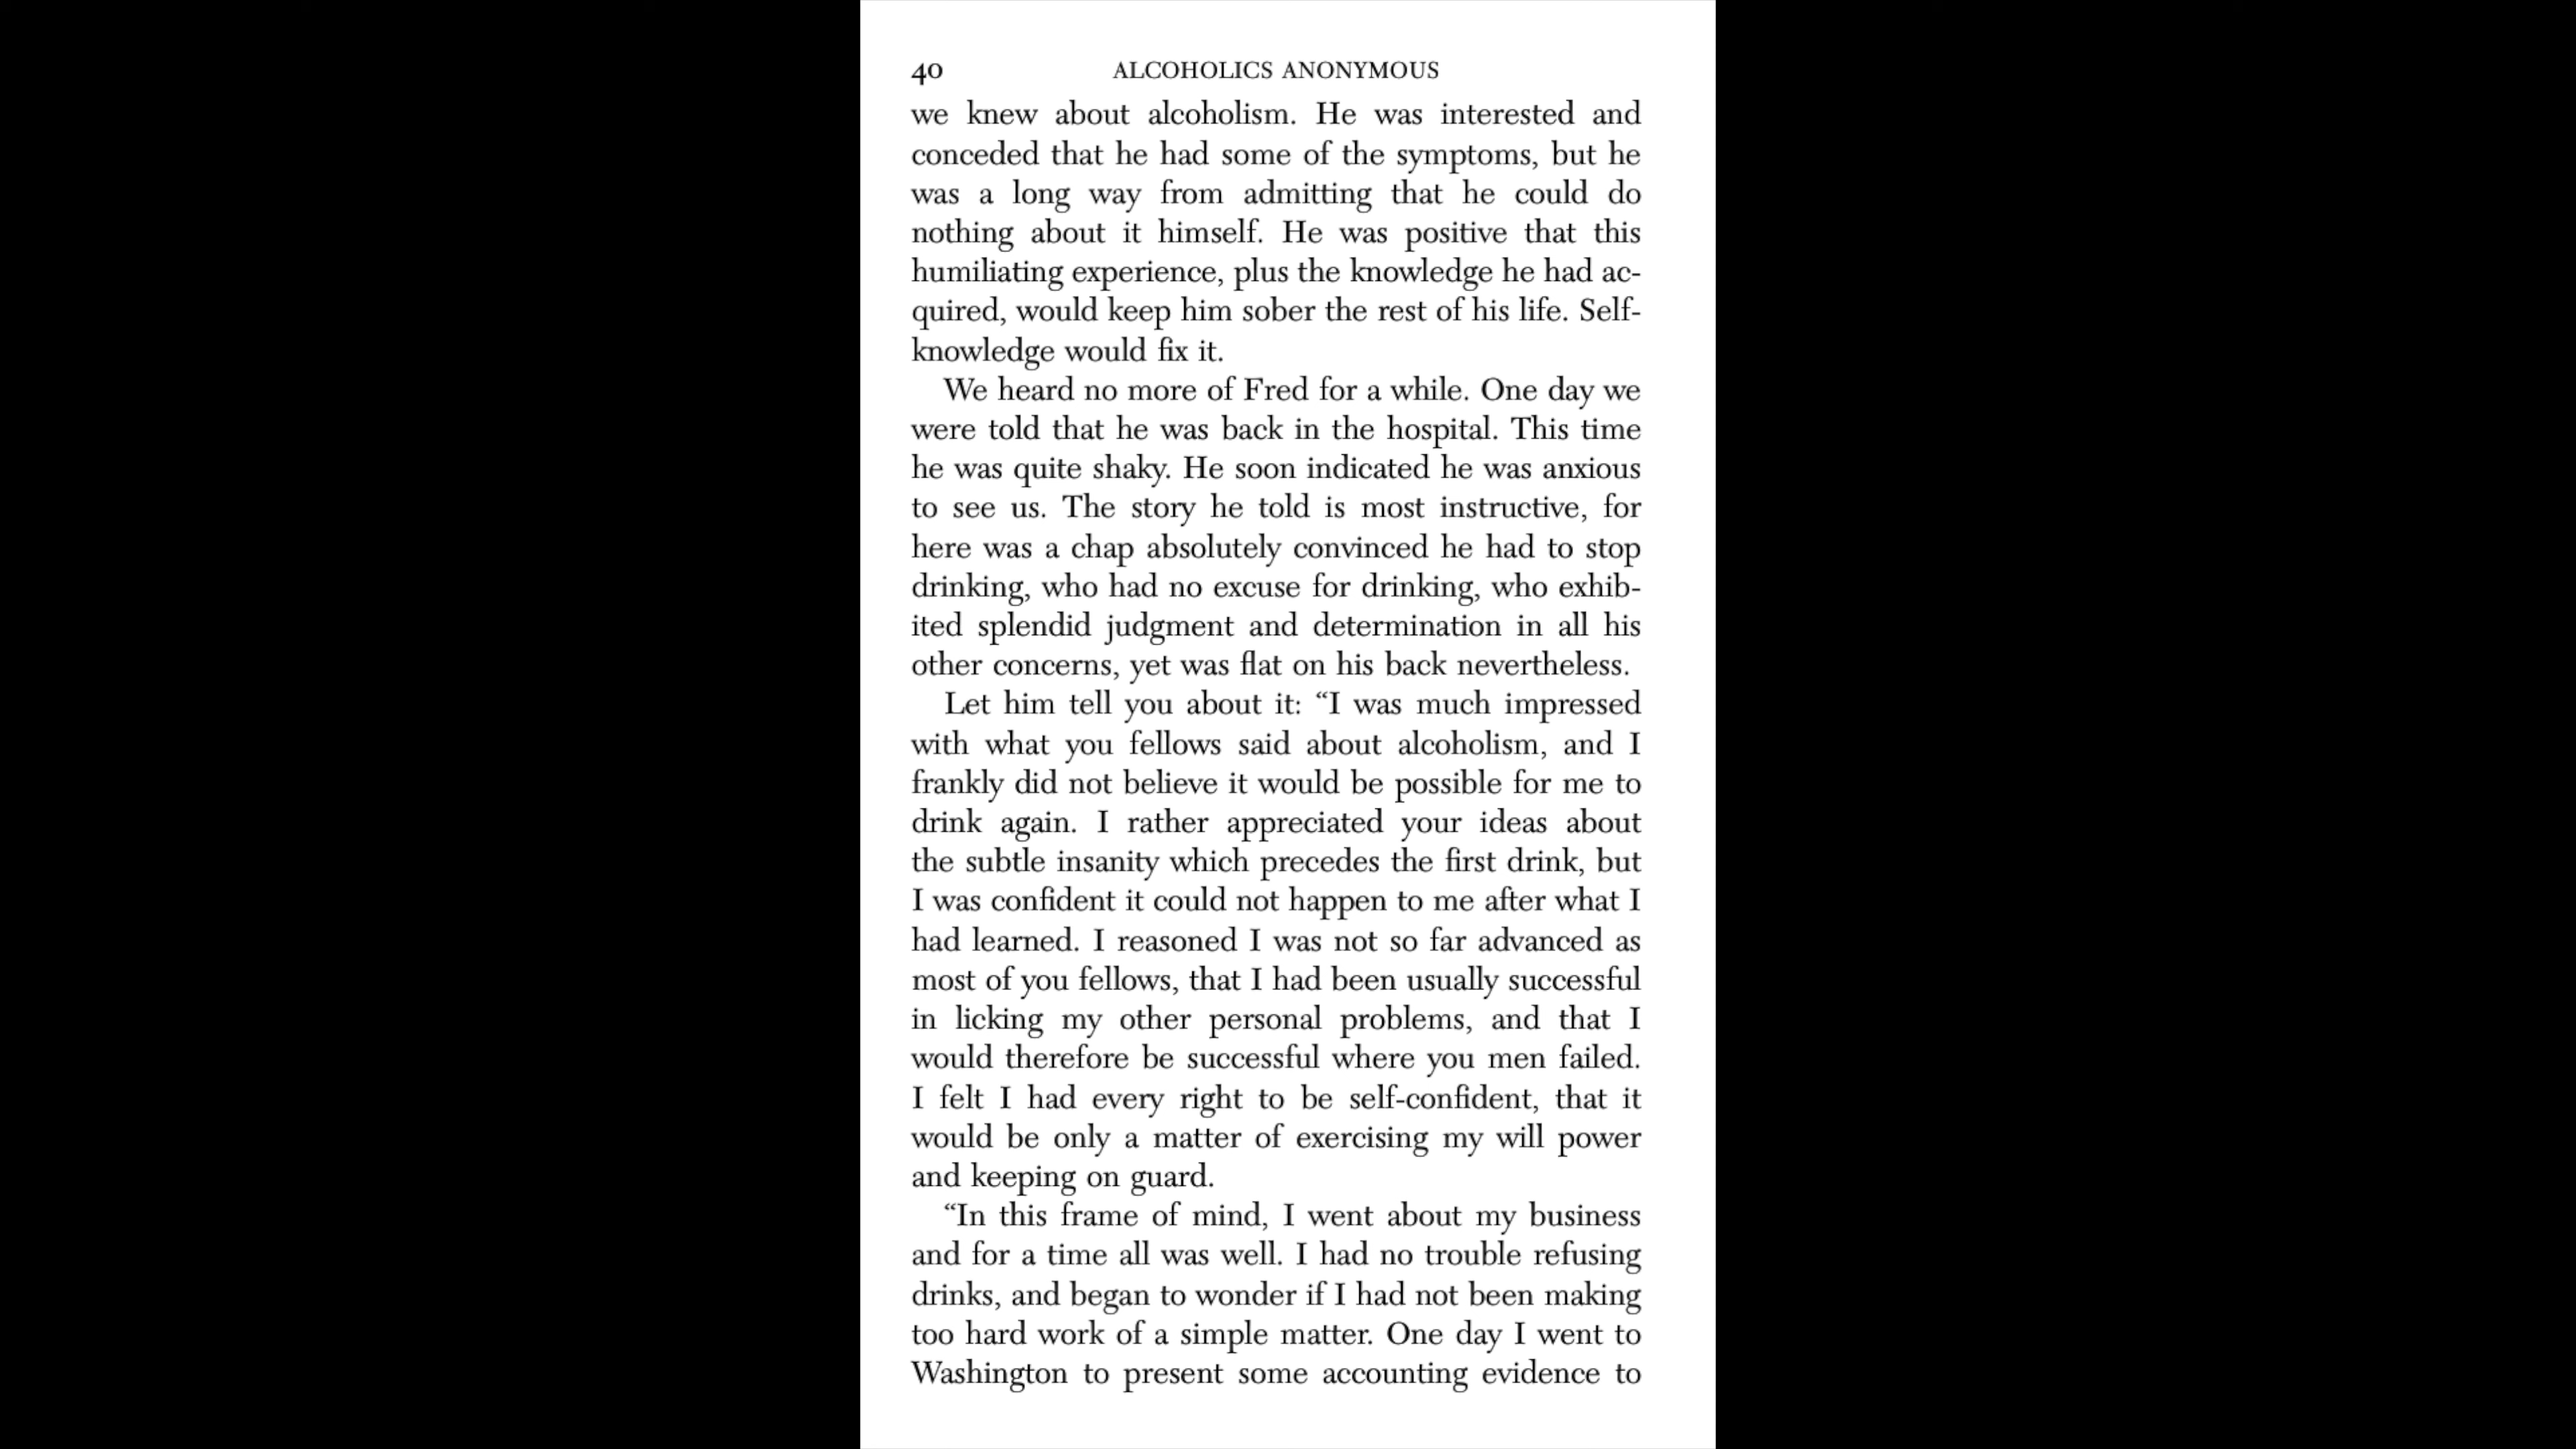 40 ALCOHOLICS ANONYMOUS
we knew about alcoholism. He was interested and
conceded that he had some of the symptoms, but he
was a long way from admitting that he could do
nothing about it himself. He was positive that this
humiliating experience, plus the knowledge he had ac-
quired, would keep him sober the rest of his life. Self-
knowledge would fix it.
We heard no more of Fred for a while. One day we
were told that he was back in the hospital. This time
he was quite shaky. He soon indicated he was anxious
to see us. The story he told is most instructive, for
here was a chap absolutely convinced he had to stop
drinking, who had no excuse for drinking, who exhib-
ited splendid judgment and determination in all his
other concerns, yet was flat on his back nevertheless.
Let him tell you about it: “I was much impressed
with what you fellows said about alcoholism, and I
frankly did not believe it would be possible for me to
drink again. I rather appreciated your ideas about
the subtle insanity which precedes the first drink, but
I was confident it could not happen to me after what I
had learned. I reasoned I was not so far advanced as
most of you fellows, that I had been usually successful
in licking my other personal problems, and that I
would therefore be successful where you men failed.
I felt I had every right to be self-confident, that it
would be only a matter of exercising my will power
and keeping on guard.
“In this frame of mind, I went about my business
and for a time all was well. I had no trouble refusing
drinks, and began to wonder if I had not been making
too hard work of a simple matter. One day I went to
Washington to present some accounting evidence to